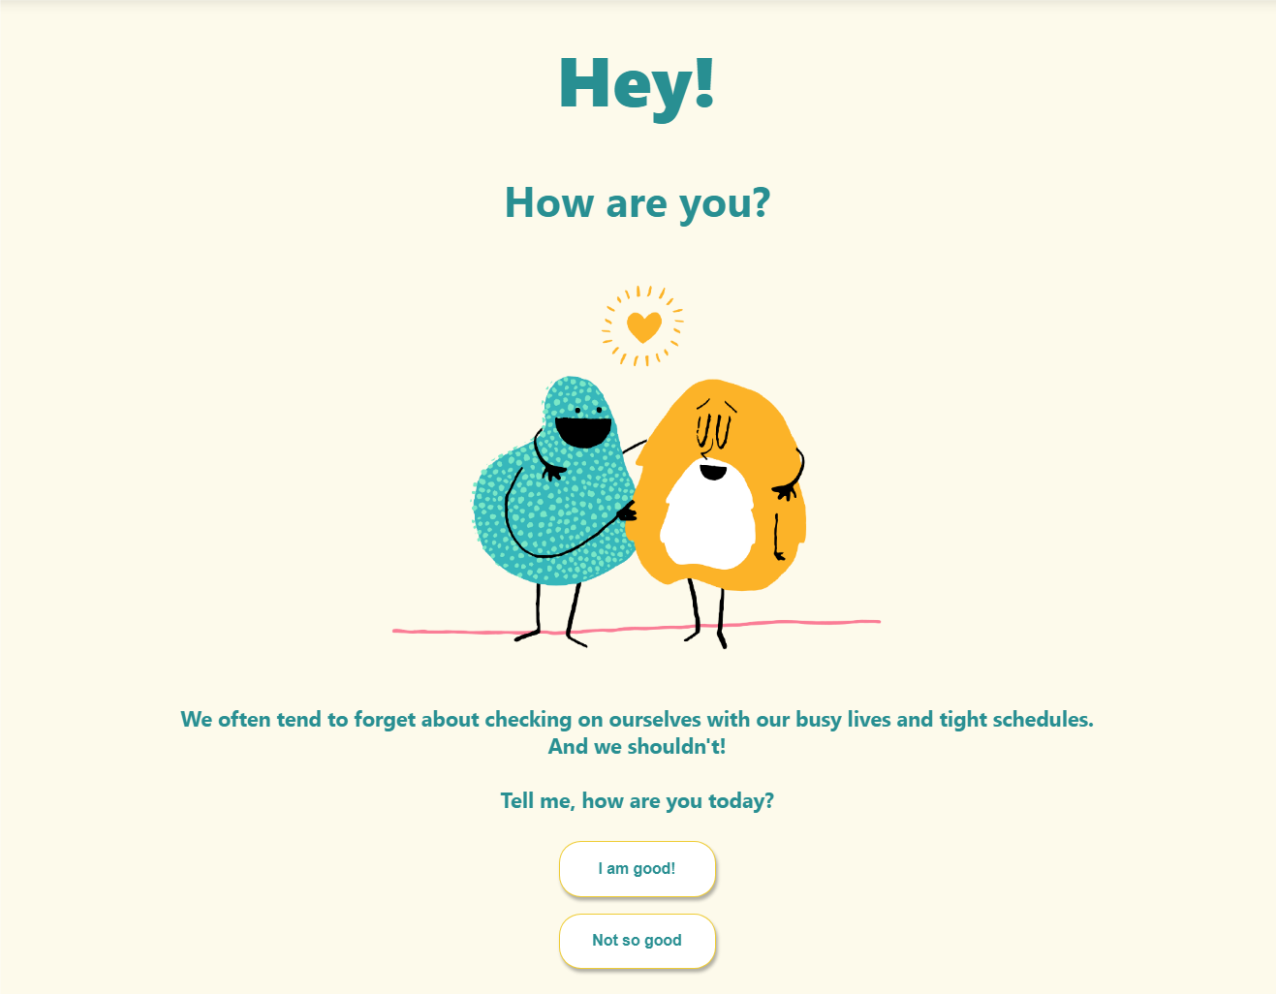 Hey!
How are you?
We often tend to forget about checking on ourselves with our busy lives and tight schedules.
And we shouldn't!
Tell me, how are you today?
I am good!
Not so good